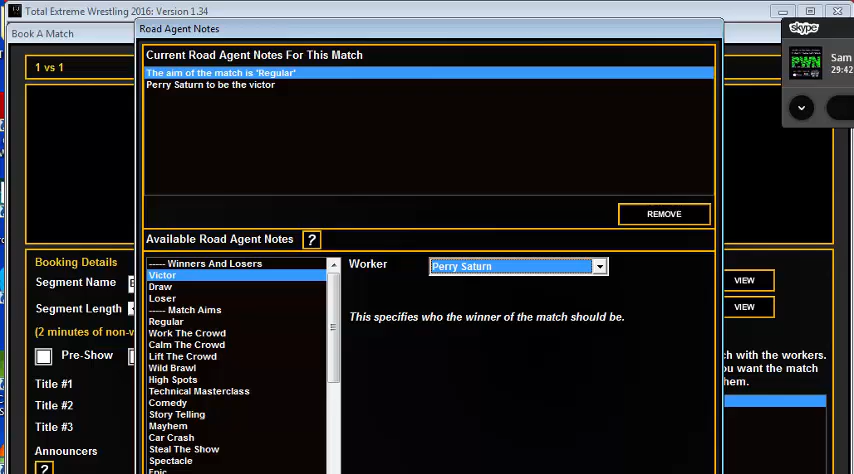 Total Extreme Wrestling 2016: Version 1.34
Book A Match
Road Agent Notes
skype
1 vs 1
Current Road Agent Notes For This Match
The aim of the match is 'Regular'
Perry Saturn to be the victor
PWN
Sam
29:42
REMOVE
Available Road Agent Notes ?
Booking Details
Segment Name
Segment Length
(2 minutes of non-
Pre-Show
Title #1
Title #2
Title #3
Announcers
?
----- Winners And Losers
Victor
Draw
Loser
----- Match Aims
Regular
Work The Crowd
Calm The Crowd
Lift The Crowd
Wild Brawl
High Spots
Technical Masterclass
Comedy
Story Telling
Mayhem
Car Crash
Steal The Show
Spectacle
Epic
Worker
Perry Saturn
This specifies who the winner of the match should be.
VIEW
VIEW
ch with the workers.
ou want the match
hem.